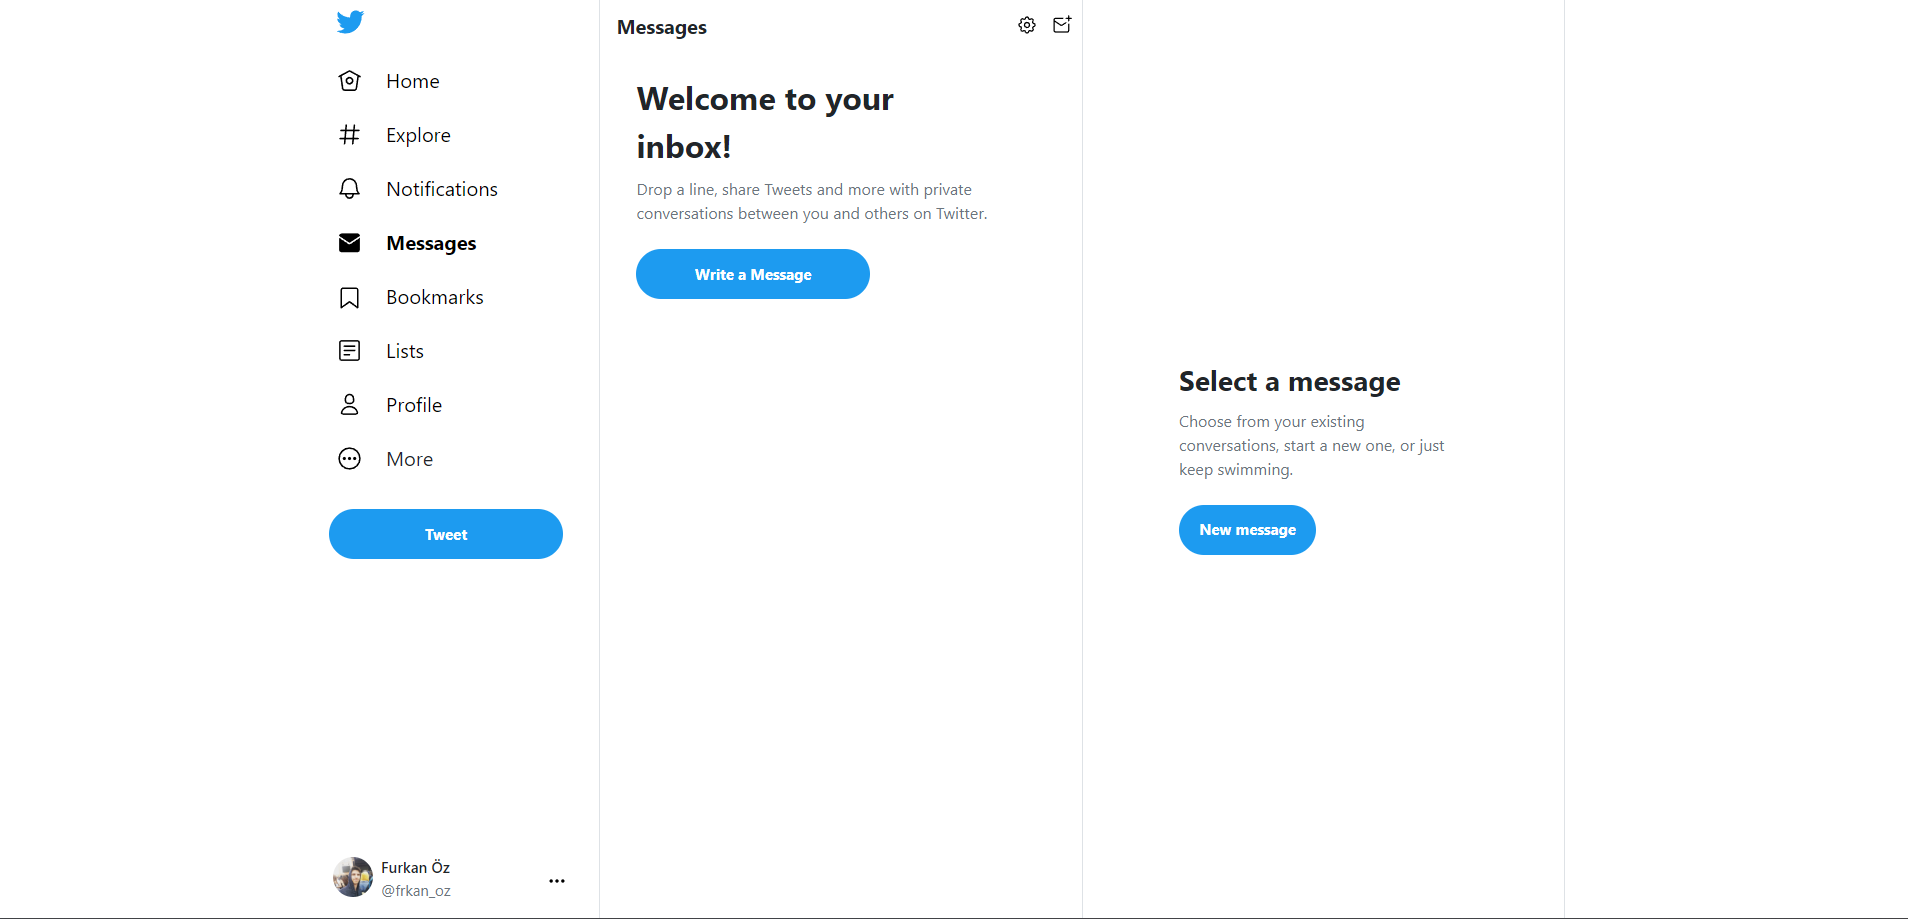 Home
Explore
Notifications
Messages
Bookmarks
Lists
Profile
More
Tweet
Furkan Öz
@frkan_oz
Messages
Welcome to your
inbox!
Drop a line, share Tweets and more with private
conversations between you and others on Twitter.
Write a Message
Select a message
Choose from your existing
conversations, start a new one, or just
keep swimming.
New message